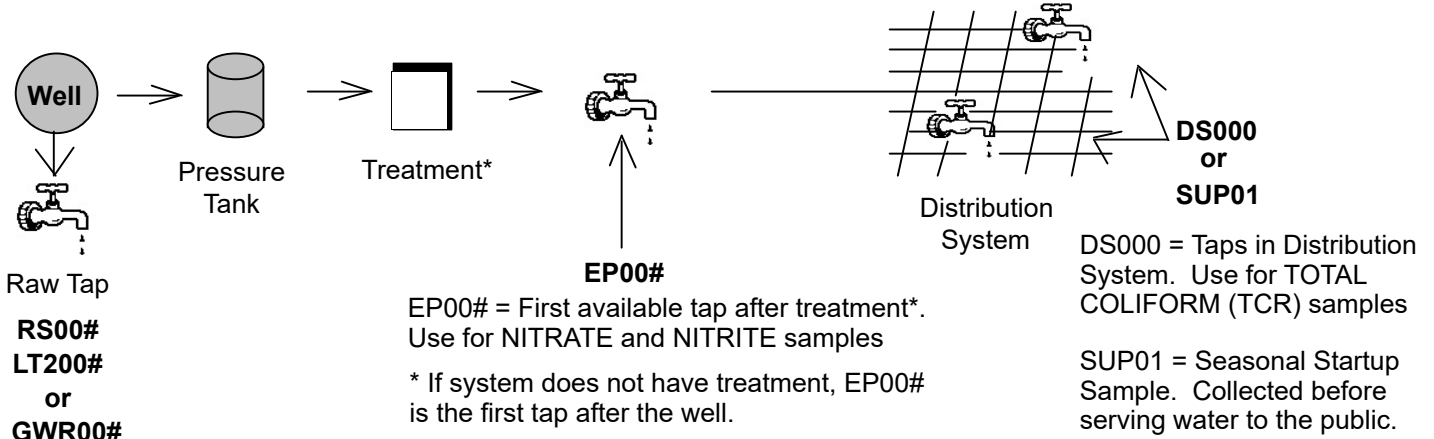 Well
Pressure
Tank
Treatment*
Raw Tap
RS00#
LT200#
or
GWR00#
EP00#
EP00# = First available tap after treatment*.
Use for NITRATE and NITRITE samples
* If system does not have treatment, EP00#
is the first tap after the well.
Distribution
System
DS000
or
SUP01
DS000 = Taps in Distribution
System. Use for TOTAL
COLIFORM (TCR) samples
SUP01 = Seasonal Startup
Sample. Collected before
serving water to the public.